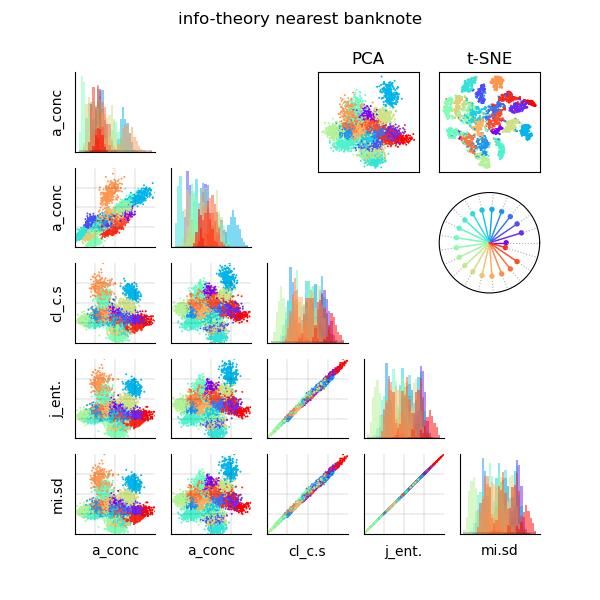 info-theory nearest banknote
PCA
t-SNE
a_conc
a_conc
cl_c.s
j_ent.
mi.sd
a_conc
a_conc
cl_c.s
j_ent.
mi.sd